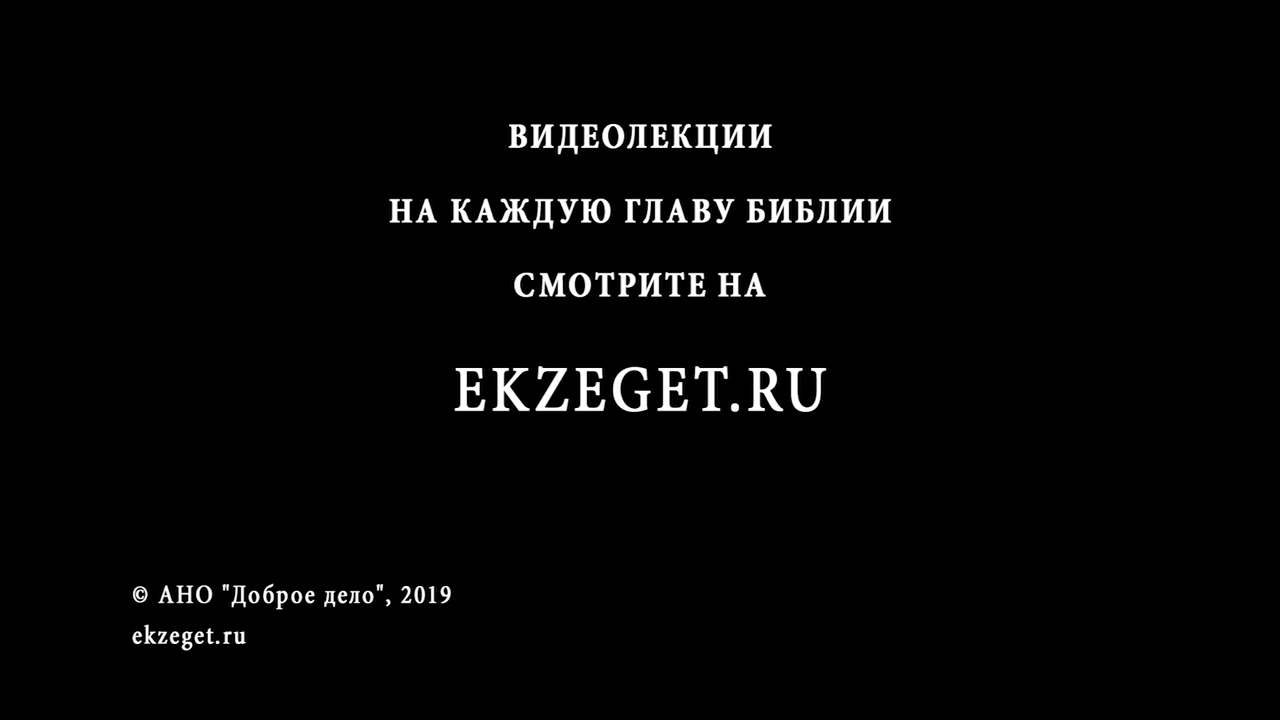 ВИДЕОЛЕКЦИИ
НА КАЖДУЮ ГЛАВУ БИБЛИИ
СМОТРИТЕ НА
EKZEGET.RU
© АНО "Доброе дело", 2019
ekzeget.ru